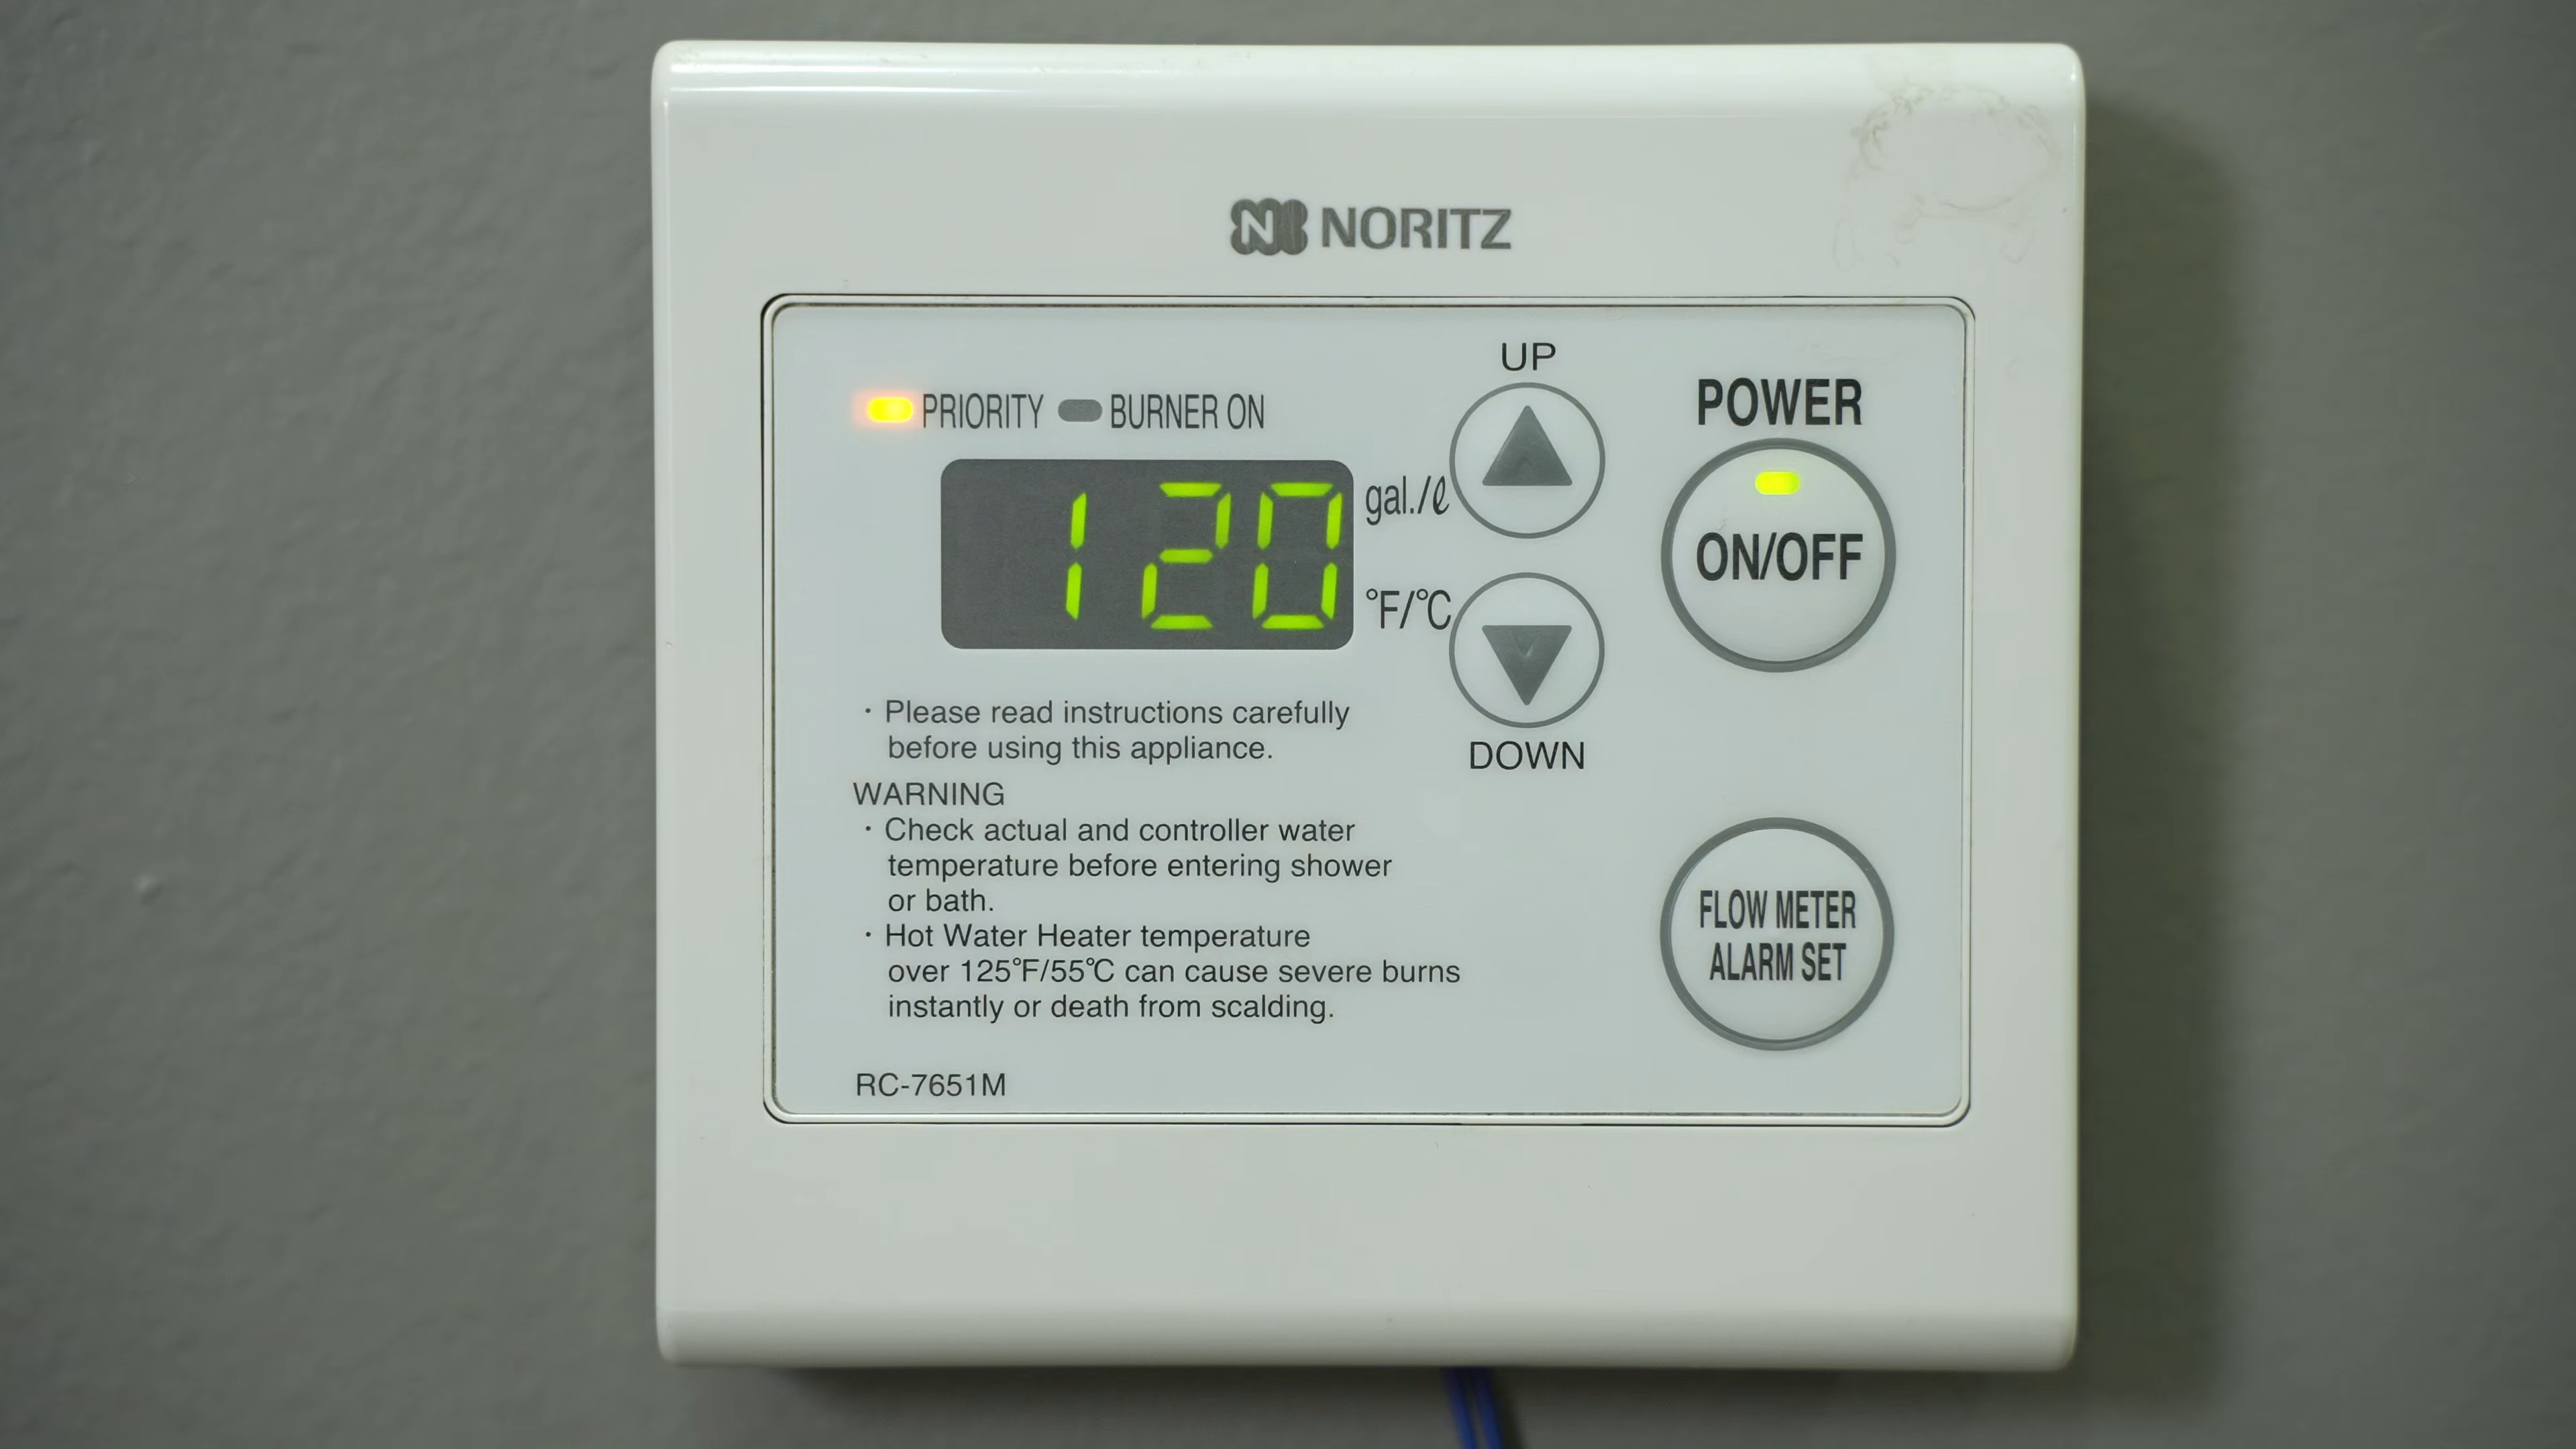 NORITZ
PRIORITY BURNER ON
UP
POWER
120
gal./ℓ
°F/°C
ON/OFF
DOWN
· Please read instructions carefully
before using this appliance.
WARNING
· Check actual and controller water
temperature before entering shower
or bath.
· Hot Water Heater temperature
over 125°F/55°C can cause severe burns
instantly or death from scalding.
FLOW METER
ALARM SET
RC-7651M